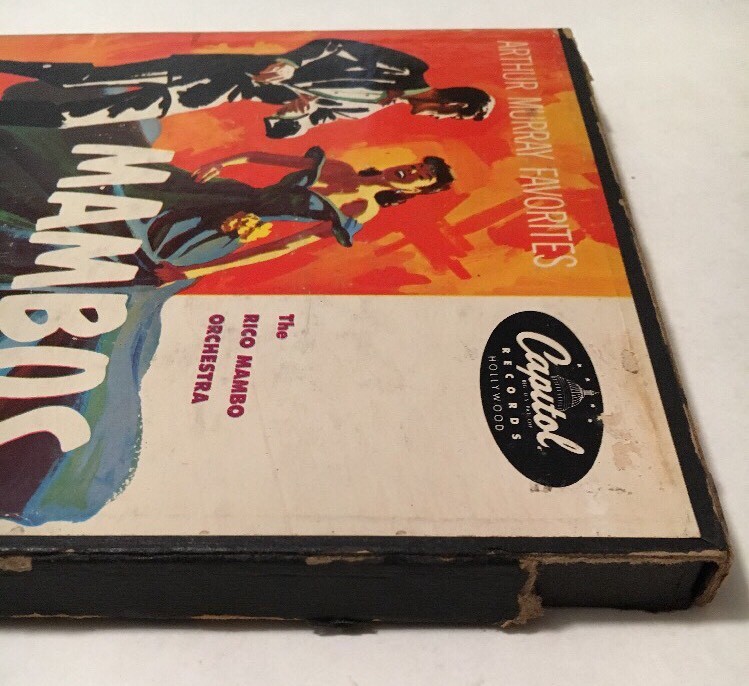 ARTHUR MURRAY FAVORITES
MAMBOS
The
RICO MAMBO
ORCHESTRA
Capitol
RECORDS
HOLLYWOOD